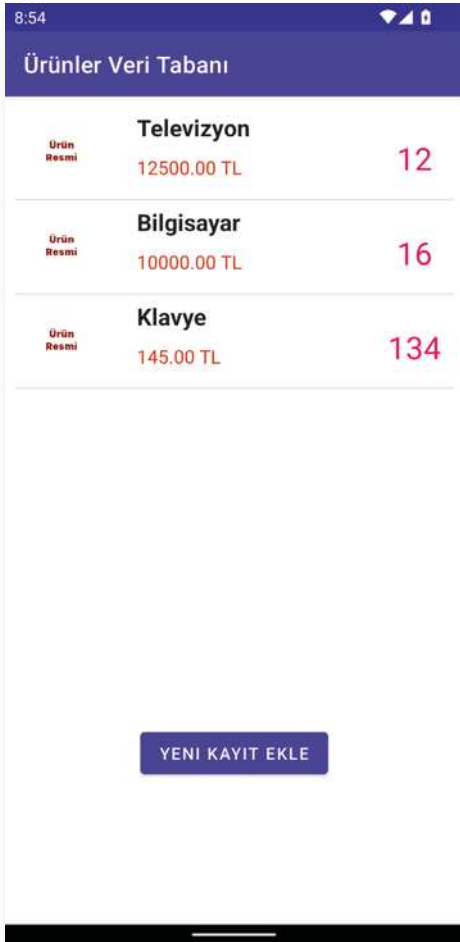 8:54
Ürünler Veri Tabanı
Ürün
Resmi
Televizyon
12500.00 TL
12
Ürün
Resmi
Bilgisayar
10000.00 TL
16
Ürün
Resmi
Klavye
145.00 TL
134
YENI KAYIT EKLE